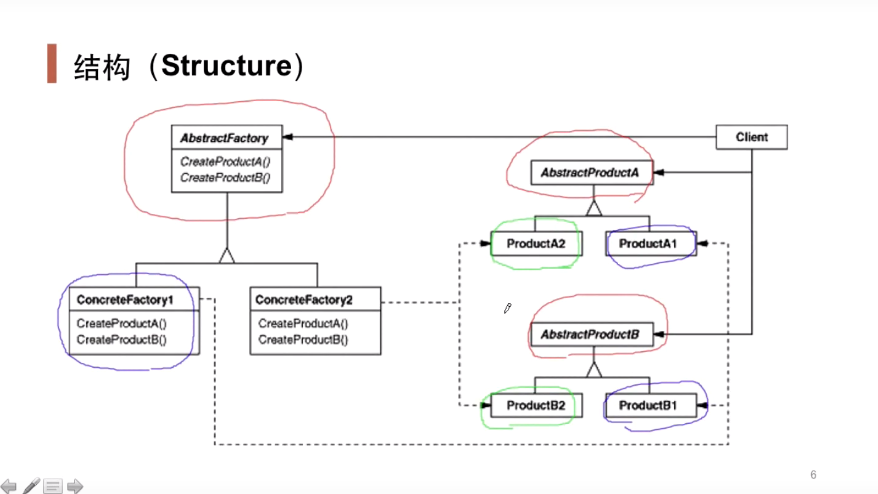 结构（Structure）
AbstractFactory
CreateProductA()
CreateProductB()
Client
AbstractProductA
ProductA2
ProductA1
ConcreteFactory1
CreateProductA()
CreateProductB()
ConcreteFactory2
CreateProductA()
CreateProductB()
AbstractProductB
ProductB2
ProductB1
6